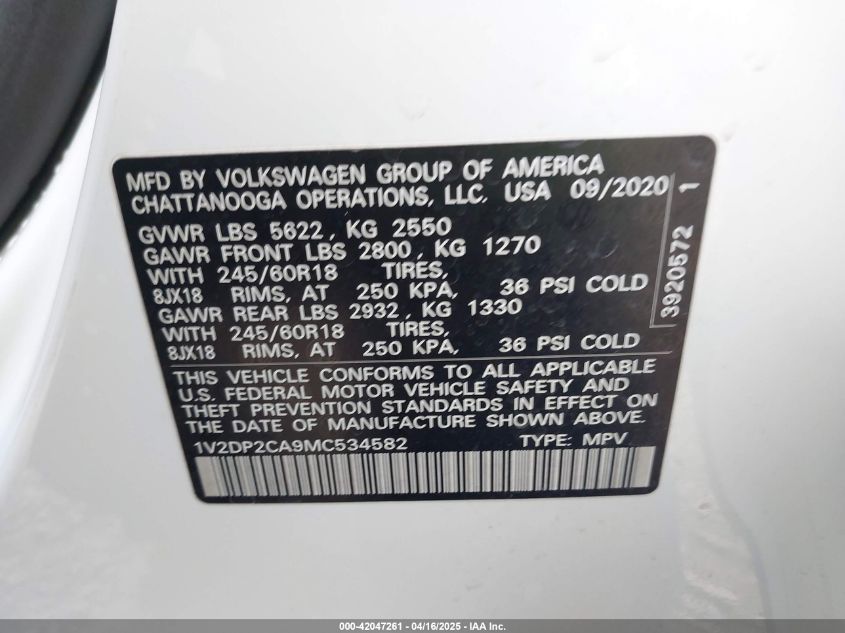 MFD BY VOLKSWAGEN GROUP OF AMERICA
CHATTANOOGA OPERATIONS, LLC. USA 09/2020 1
GVWR LBS 5622, KG 2550
GAWR FRONT LBS 2800, KG 1270
WITH 245/60R18 TIRES,
8JX18 RIMS, AT 250 KPA, 36 PSI COLD
GAWR REAR LBS 2932, KG 1330
WITH 245/60R18 TIRES,
8JX18 RIMS, AT 250 KPA, 36 PSI COLD
3920572
THIS VEHICLE CONFORMS TO ALL APPLICABLE
U.S. FEDERAL MOTOR VEHICLE SAFETY AND
THEFT PREVENTION STANDARDS IN EFFECT ON
THE DATE OF MANUFACTURE SHOWN ABOVE.
1V2DP2CA9MC534582 TYPE: MPV
000-42047261 - 04/16/2025 - IAA Inc.